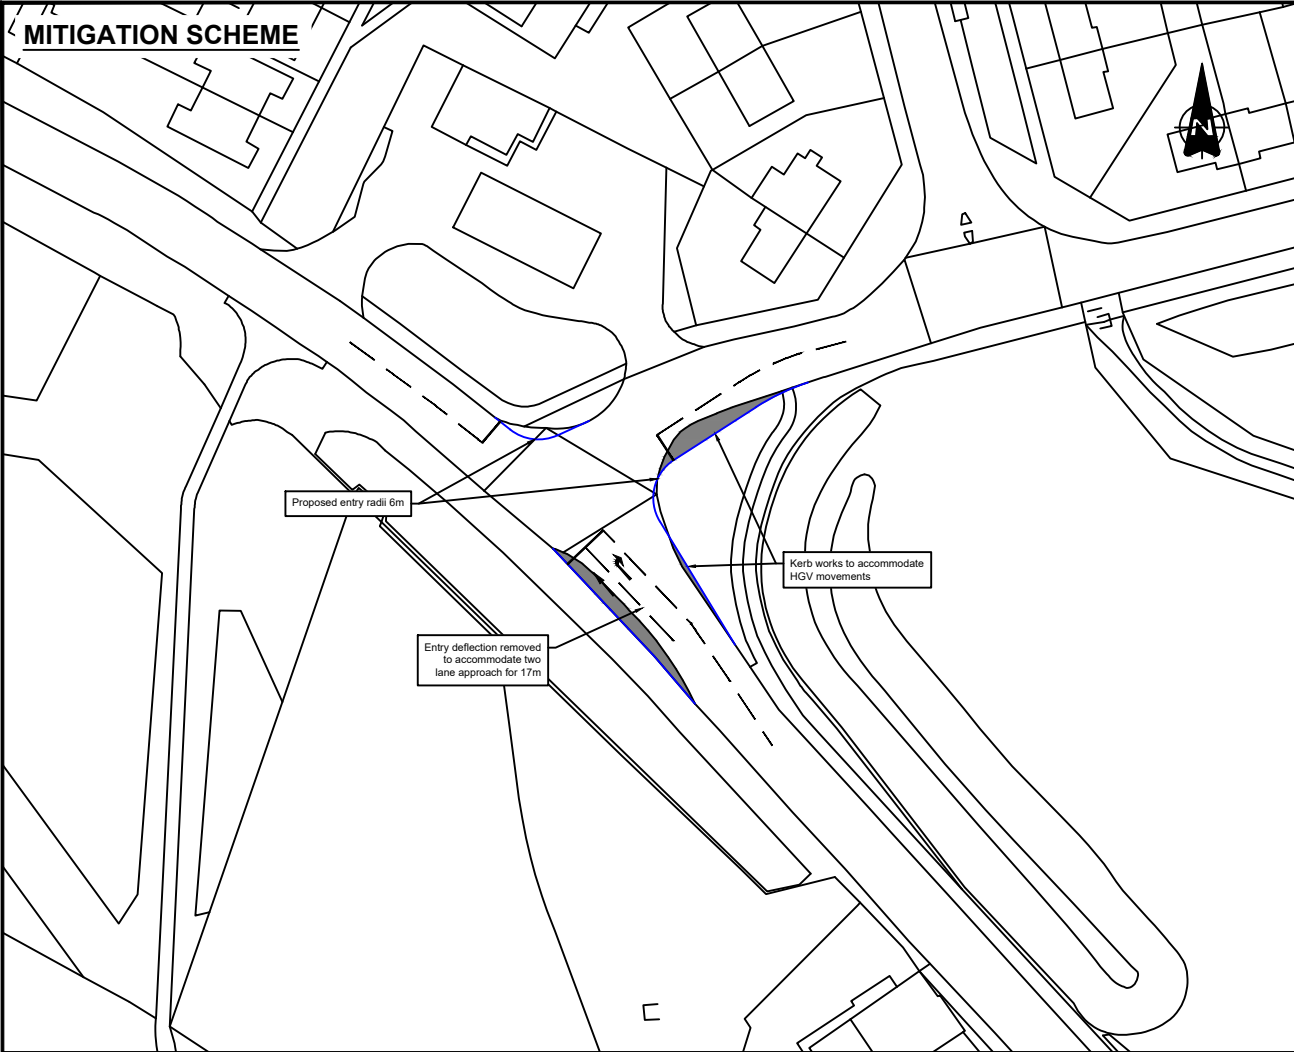 MITIGATION SCHEME
N
Proposed entry radii 6m
Kerb works to accommodate
HGV movements
Entry deflection removed
to accommodate two
lane approach for 17m